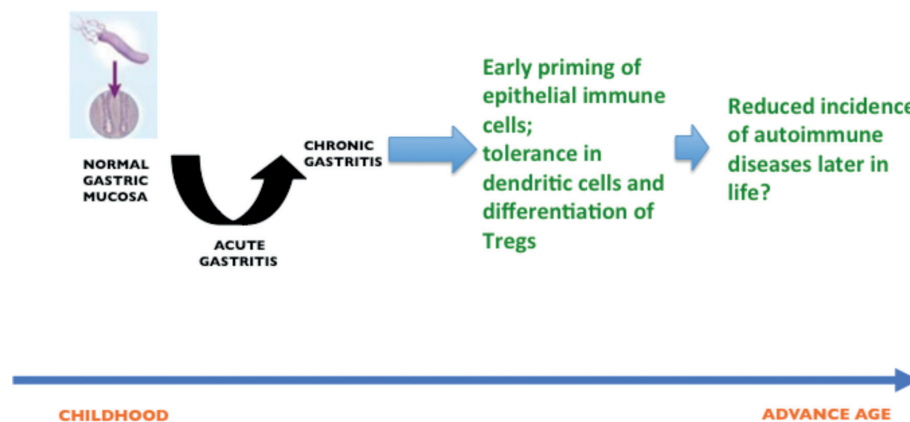 NORMAL
GASTRIC
MUCOSA
ACUTE
GASTRITIS
CHRONIC
GASTRITIS
Early priming of
epithelial immune
cells;
tolerance in
dendritic cells and
differentiation of
Tregs
Reduced incidence
of autoimmune
diseases later in
life?
CHILDHOOD
ADVANCE AGE